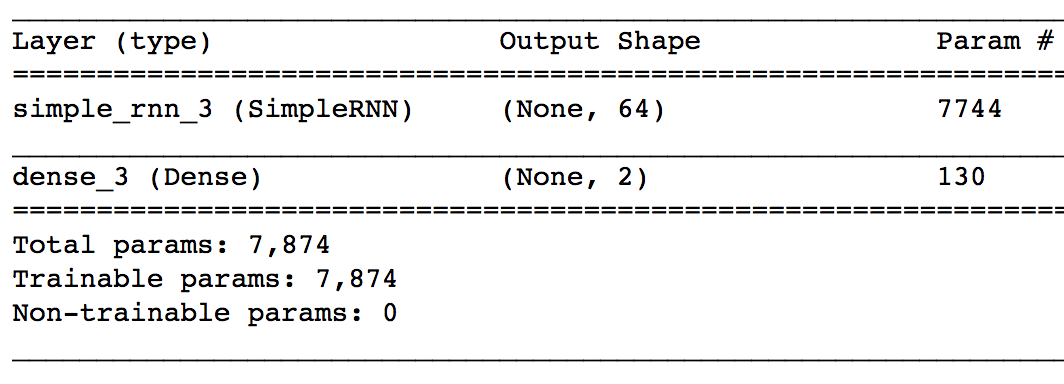 Layer (type) Output Shape Param #
simple_rnn_3 (SimpleRNN) (None, 64) 7744
dense_3 (Dense) (None, 2) 130
Total params: 7,874
Trainable params: 7,874
Non-trainable params: 0